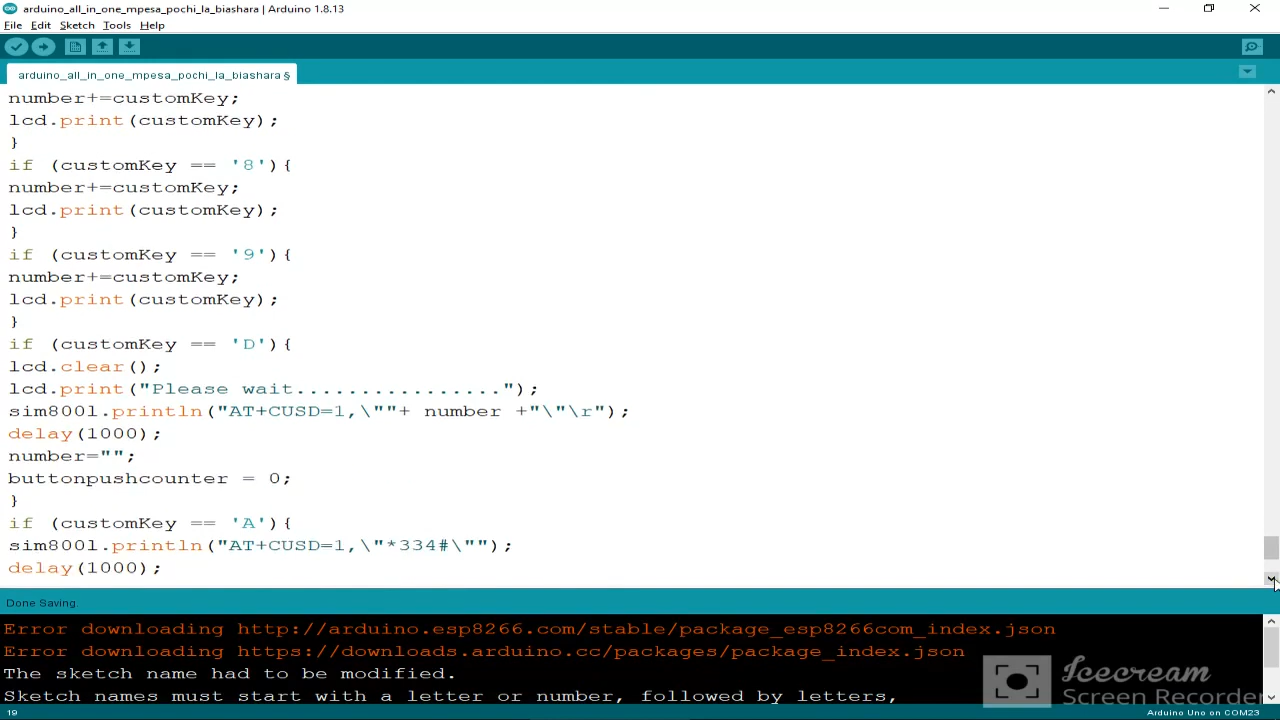 arduino_all_in_one_mpesa_pochi_la_biashara | Arduino 1.8.13
File Edit Sketch Tools Help
arduino_all_in_one_mpesa_pochi_la_biashara §
number+=customKey;
lcd.print(customKey);
}
if (customKey == '8'){
number+=customKey;
lcd.print(customKey);
}
if (customKey == '9'){
number+=customKey;
lcd.print(customKey);
}
if (customKey == 'D'){
lcd.clear();
lcd.print("Please wait................");
sim800l.println("AT+CUSD=1,\""+ number +"\"\r");
delay(1000);
number="";
buttonpushcounter = 0;
}
if (customKey == 'A'){
sim800l.println("AT+CUSD=1,\"*334#\"");
delay(1000);
Done Saving.
Error downloading http://arduino.esp8266.com/stable/package_esp8266com_index.json
Error downloading https://downloads.arduino.cc/packages/package_index.json
The sketch name had to be modified.
Sketch names must start with a letter or number, followed by letters,
Icecream
Screen Recorder
19
Arduino Uno on COM23